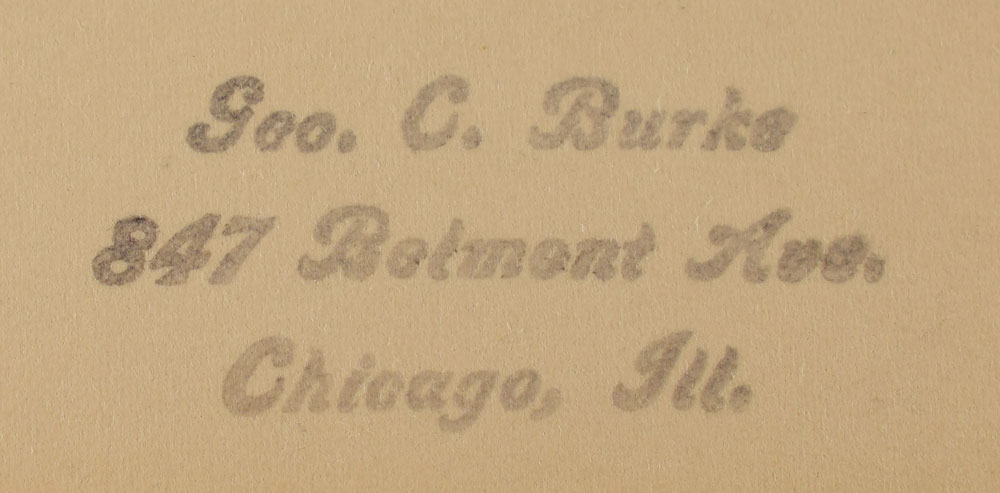 Geo. C. Burke
847 Belmont Ave.
Chicago, Ill.